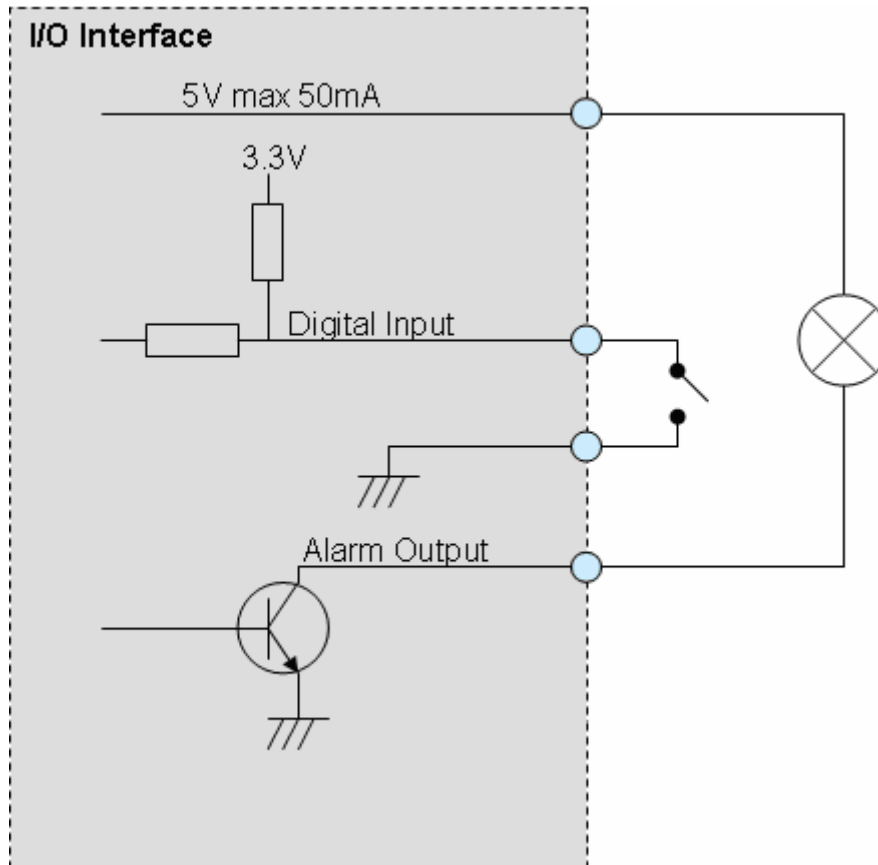 I/O Interface
5V max 50mA
3.3V
Digital Input
Alarm Output